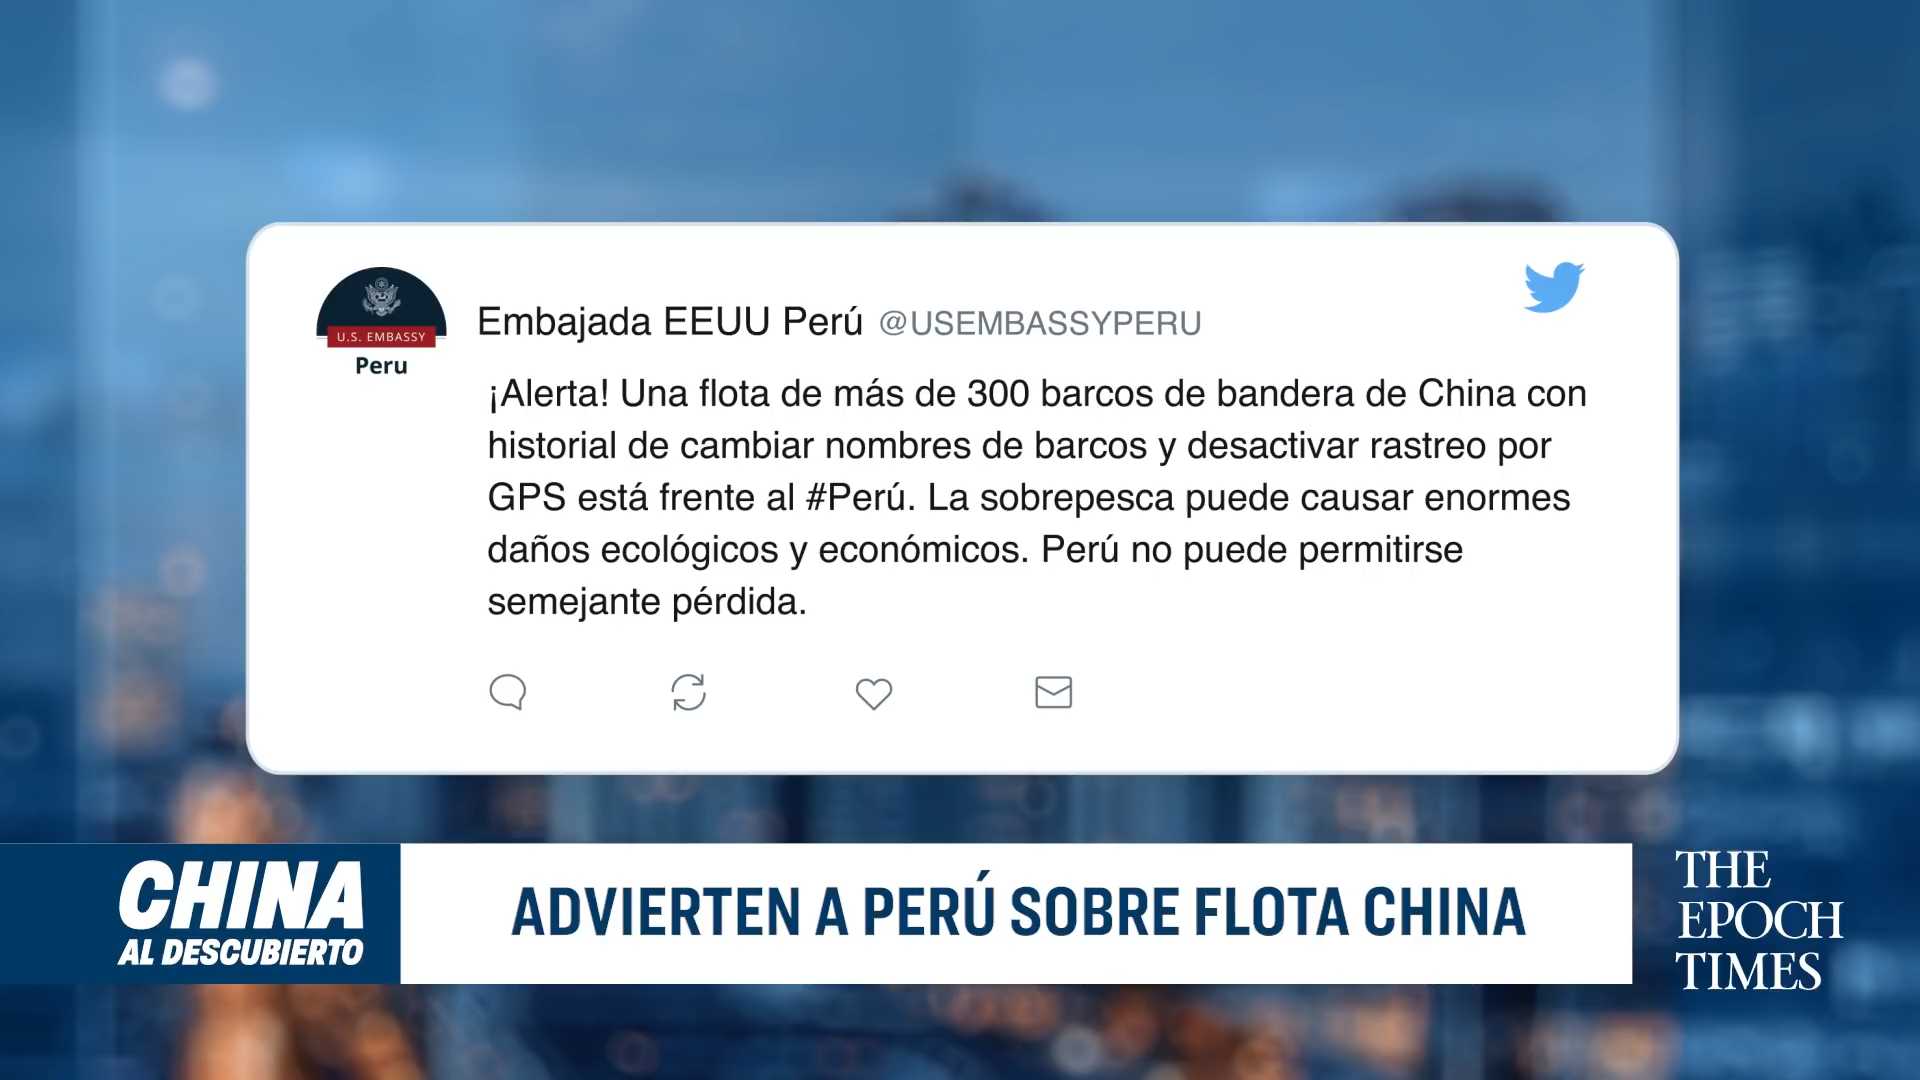 U.S. EMBASSY
Peru
Embajada EEUU Perú @USEMBASSYPERU
¡Alerta! Una flota de más de 300 barcos de bandera de China con
historial de cambiar nombres de barcos y desactivar rastreo por
GPS está frente al #Perú. La sobrepesca puede causar enormes
daños ecológicos y económicos. Perú no puede permitirse
semejante pérdida.
CHINA
AL DESCUBIERTO
ADVIERTEN A PERÚ SOBRE FLOTA CHINA
THE
EPOCH
TIMES